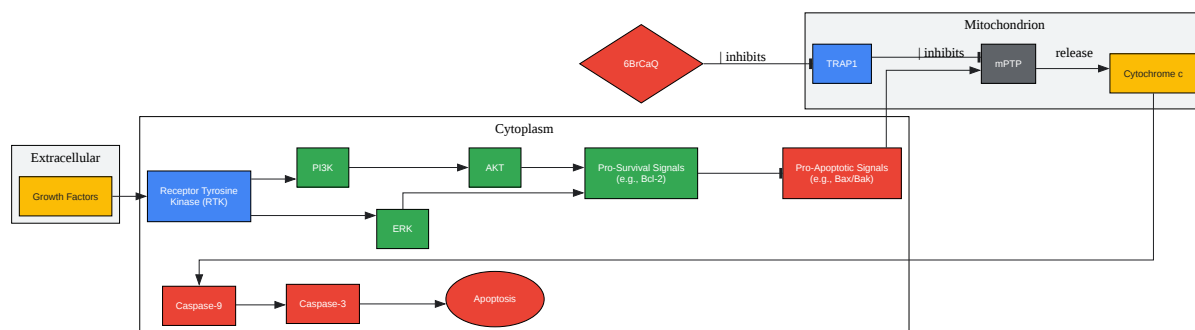 Mitochondrion
6BrCaQ
| inhibits
TRAP1
| inhibits
mPTP
release
Cytochrome c
Cytoplasm
Extracellular
Growth Factors
Receptor Tyrosine
Kinase (RTK)
PI3K
AKT
ERK
Pro-Survival Signals
(e.g., Bcl-2)
Pro-Apoptotic Signals
(e.g., Bax/Bak)
Caspase-9
Caspase-3
Apoptosis